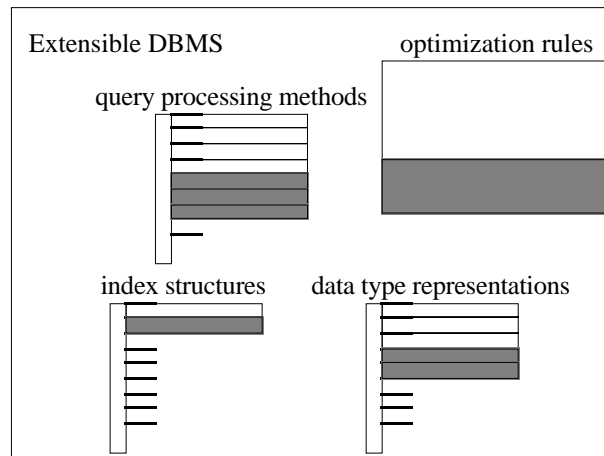 Extensible DBMS
optimization rules
query processing methods
index structures
data type representations